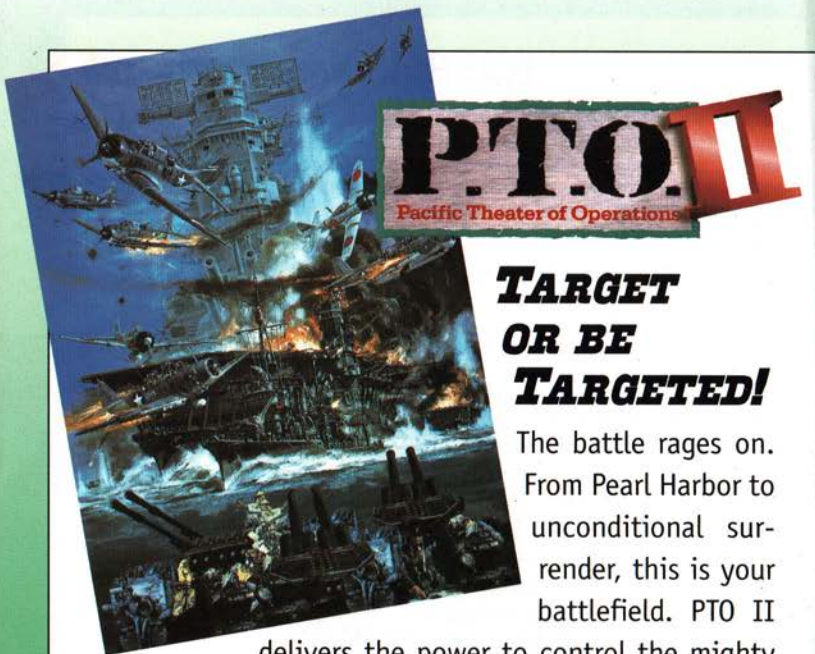 P.T.O. II
Pacific Theater of Operations
TARGET
OR BE
TARGETED!
The battle rages on.
From Pearl Harbor to
unconditional sur-
render, this is your
battlefield. PTO II
delivers the power to control the mighty